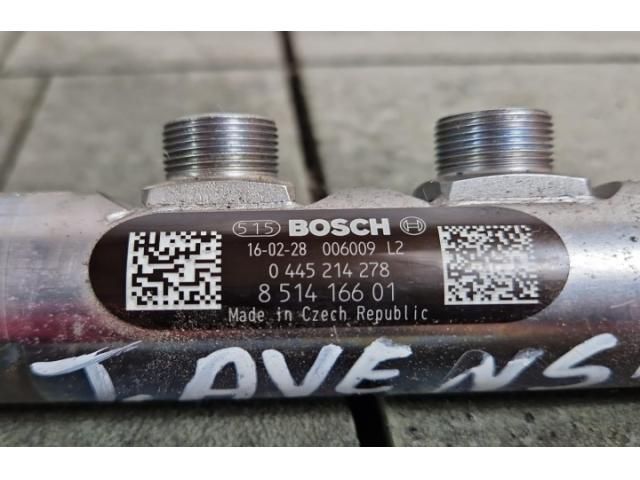 515 BOSCH
16-02-28 006009 L2
0 445 214 278
8 514 166 01
Made in Czech Republic
T. AVENS